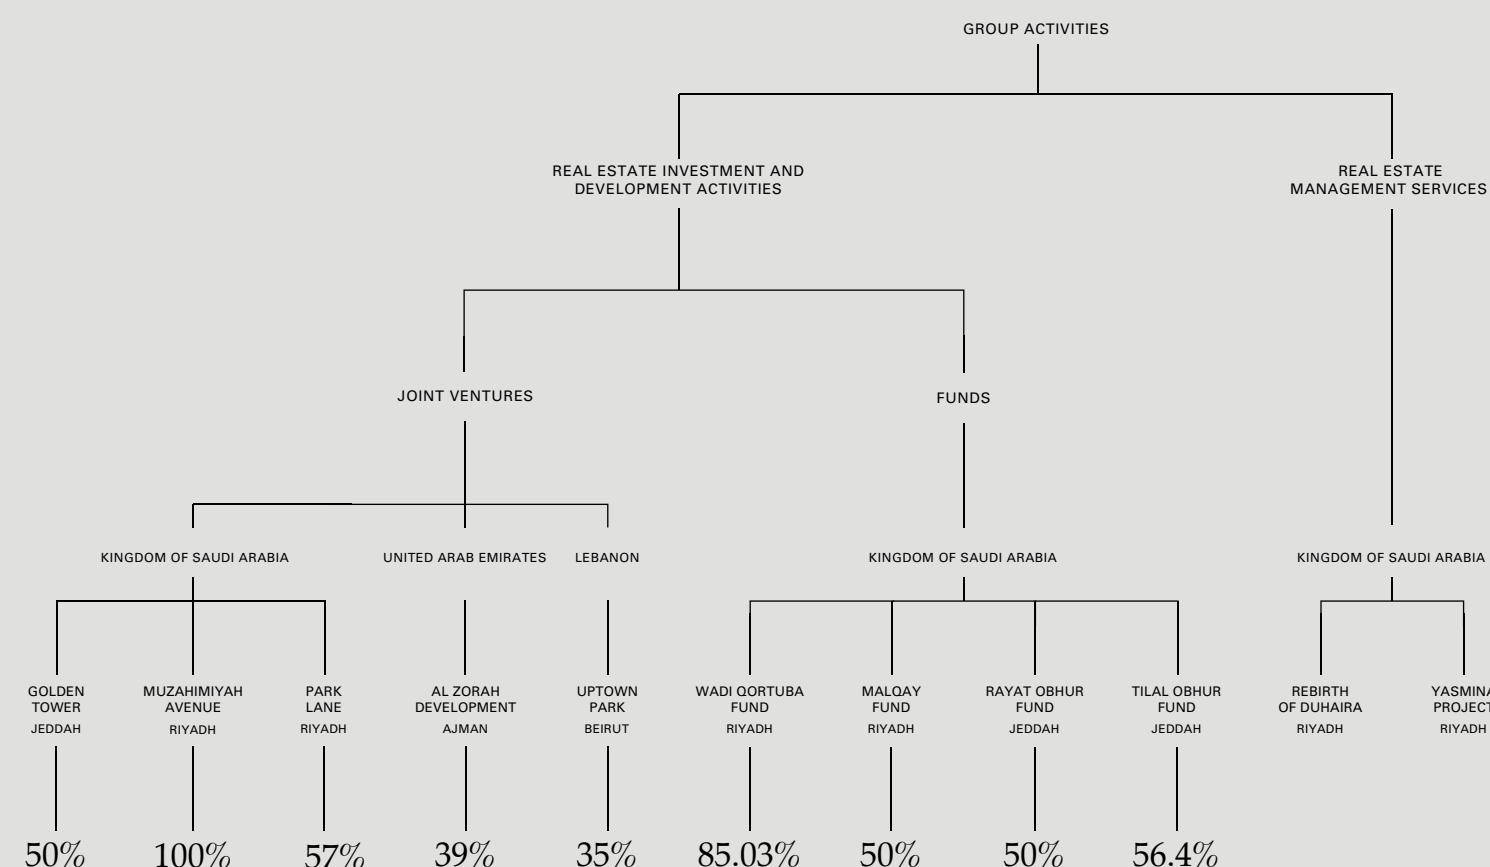 GROUP ACTIVITIES
REAL ESTATE INVESTMENT AND
DEVELOPMENT ACTIVITIES
REAL ESTATE
MANAGEMENT SERVICES
JOINT VENTURES
FUNDS
KINGDOM OF SAUDI ARABIA
UNITED ARAB EMIRATES
LEBANON
KINGDOM OF SAUDI ARABIA
KINGDOM OF SAUDI ARABIA
GOLDEN
TOWER
JEDDAH
MUZAHIMIYAH
AVENUE
RIYADH
PARK
LANE
RIYADH
AL ZORAH
DEVELOPMENT
AJMAN
UPTOWN
PARK
BEIRUT
WADI QORTUBA
FUND
RIYADH
MALQAY
FUND
RIYADH
RAYAT OBHUR
FUND
JEDDAH
TILAL OBHUR
FUND
JEDDAH
REBIRTH
OF DUHAIRA
RIYADH
YASMINA
PROJECT
RIYADH
50%
100%
57%
39%
35%
85.03%
50%
50%
56.4%